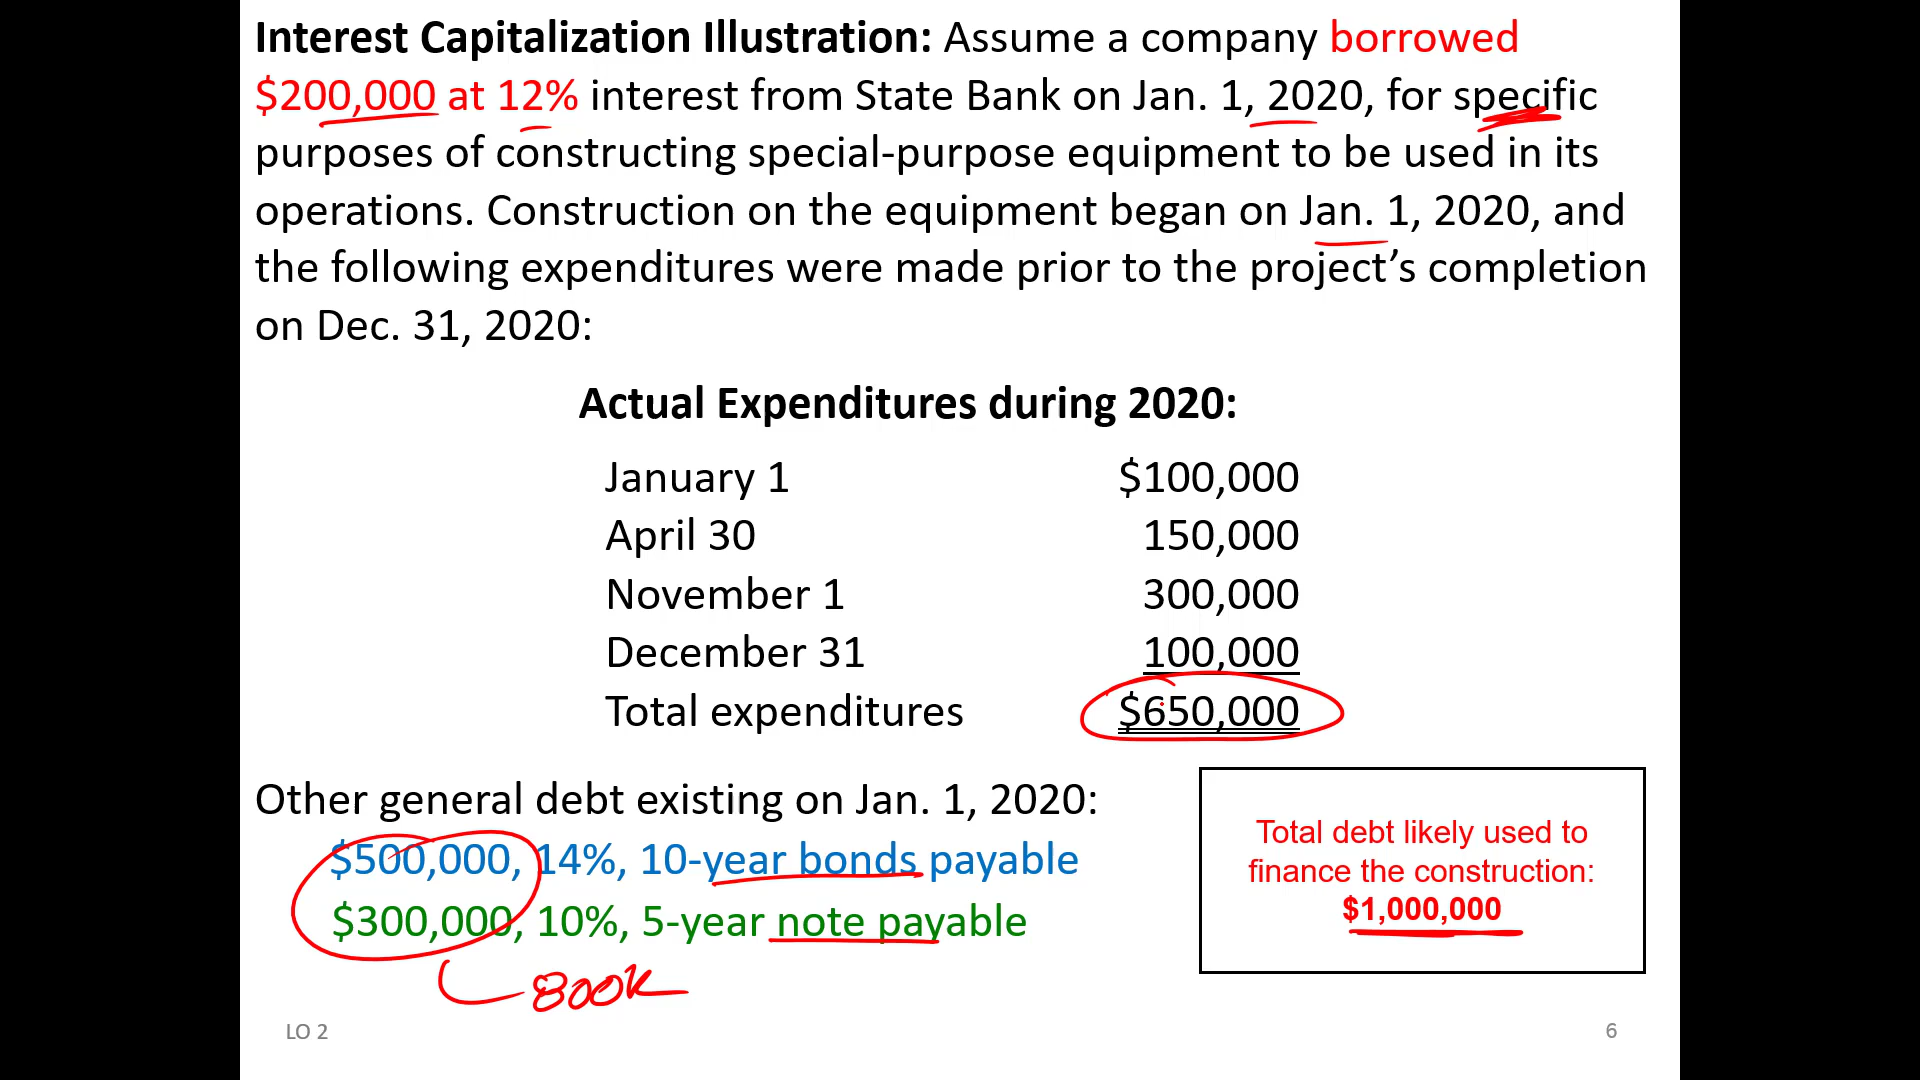 Interest Capitalization Illustration: Assume a company borrowed
$200,000 at 12% interest from State Bank on Jan. 1, 2020, for specific
purposes of constructing special-purpose equipment to be used in its
operations. Construction on the equipment began on Jan. 1, 2020, and
the following expenditures were made prior to the project’s completion
on Dec. 31, 2020:
Actual Expenditures during 2020:
January 1 $100,000
April 30 150,000
November 1 300,000
December 31 100,000
Total expenditures $650,000
Other general debt existing on Jan. 1, 2020:
$500,000, 14%, 10-year bonds payable
$300,000, 10%, 5-year note payable
800K
Total debt likely used to
finance the construction:
$1,000,000
LO 2
6